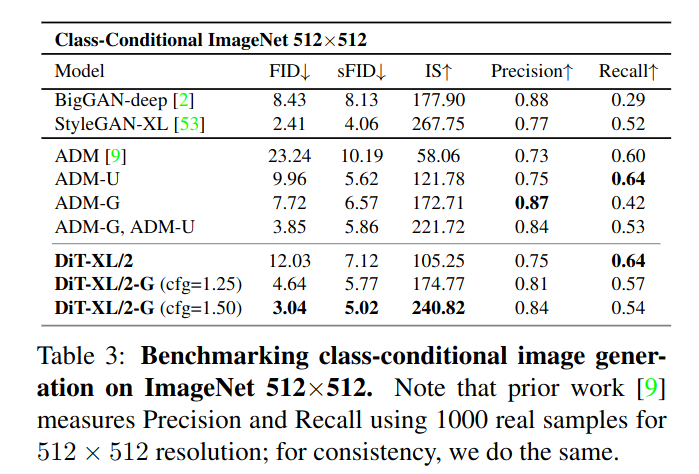 Class-Conditional ImageNet 512×512
Model FID↓ sFID↓ IS↑ Precision↑ Recall↑
BigGAN-deep [2] 8.43 8.13 177.90 0.88 0.29
StyleGAN-XL [53] 2.41 4.06 267.75 0.77 0.52
ADM [9] 23.24 10.19 58.06 0.73 0.60
ADM-U 9.96 5.62 121.78 0.75 0.64
ADM-G 7.72 6.57 172.71 0.87 0.42
ADM-G, ADM-U 3.85 5.86 221.72 0.84 0.53
DiT-XL/2 12.03 7.12 105.25 0.75 0.64
DiT-XL/2-G (cfg=1.25) 4.64 5.77 174.77 0.81 0.57
DiT-XL/2-G (cfg=1.50) 3.04 5.02 240.82 0.84 0.54
Table 3: Benchmarking class-conditional image gener-
ation on ImageNet 512×512. Note that prior work [9]
measures Precision and Recall using 1000 real samples for
512 × 512 resolution; for consistency, we do the same.